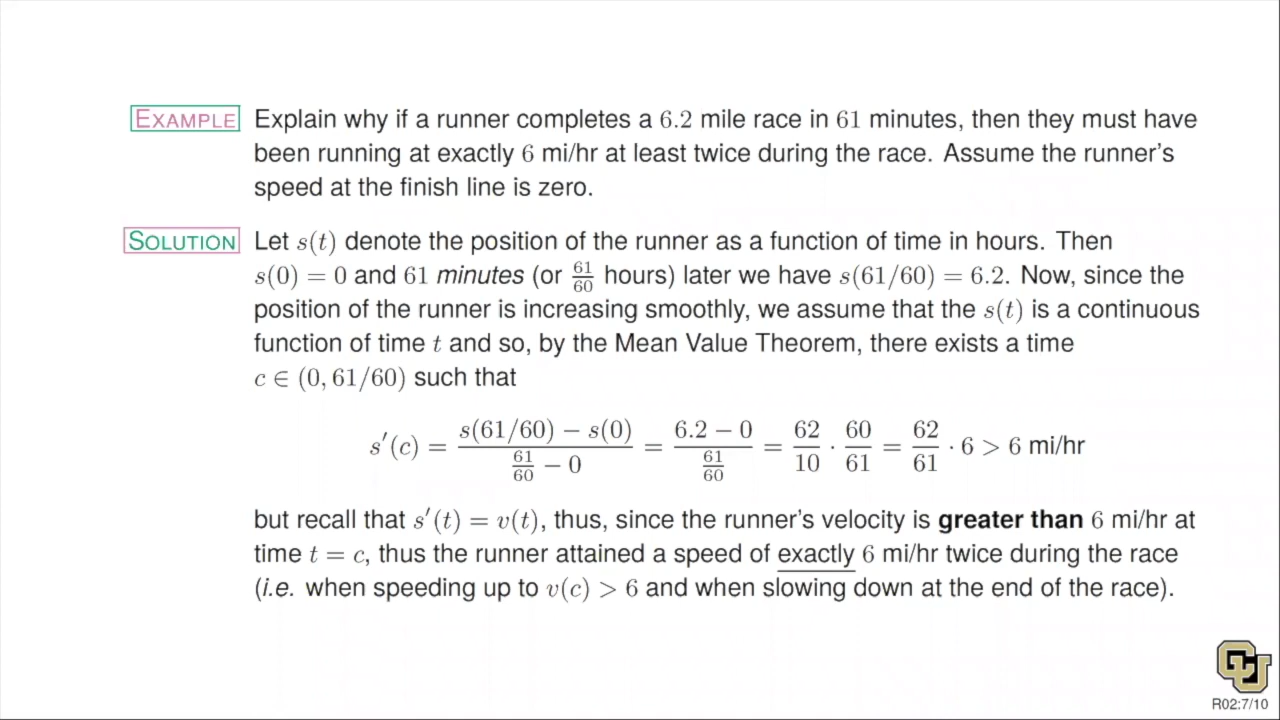 EXAMPLE Explain why if a runner completes a 6.2 mile race in 61 minutes, then they must have
been running at exactly 6 mi/hr at least twice during the race. Assume the runner's
speed at the finish line is zero.
SOLUTION Let s(t) denote the position of the runner as a function of time in hours. Then
s(0) = 0 and 61 minutes (or 61/60 hours) later we have s(61/60) = 6.2. Now, since the
position of the runner is increasing smoothly, we assume that the s(t) is a continuous
function of time t and so, by the Mean Value Theorem, there exists a time
c ∈ (0, 61/60) such that
s′(c) = (s(61/60) − s(0))/(61/60 − 0) = (6.2 − 0)/(61/60) = 62/10 · 60/61 = 62/61 · 6 > 6 mi/hr
but recall that s′(t) = v(t), thus, since the runner's velocity is greater than 6 mi/hr at
time t = c, thus the runner attained a speed of exactly 6 mi/hr twice during the race
(i.e. when speeding up to v(c) > 6 and when slowing down at the end of the race).
CU
R02:7/10